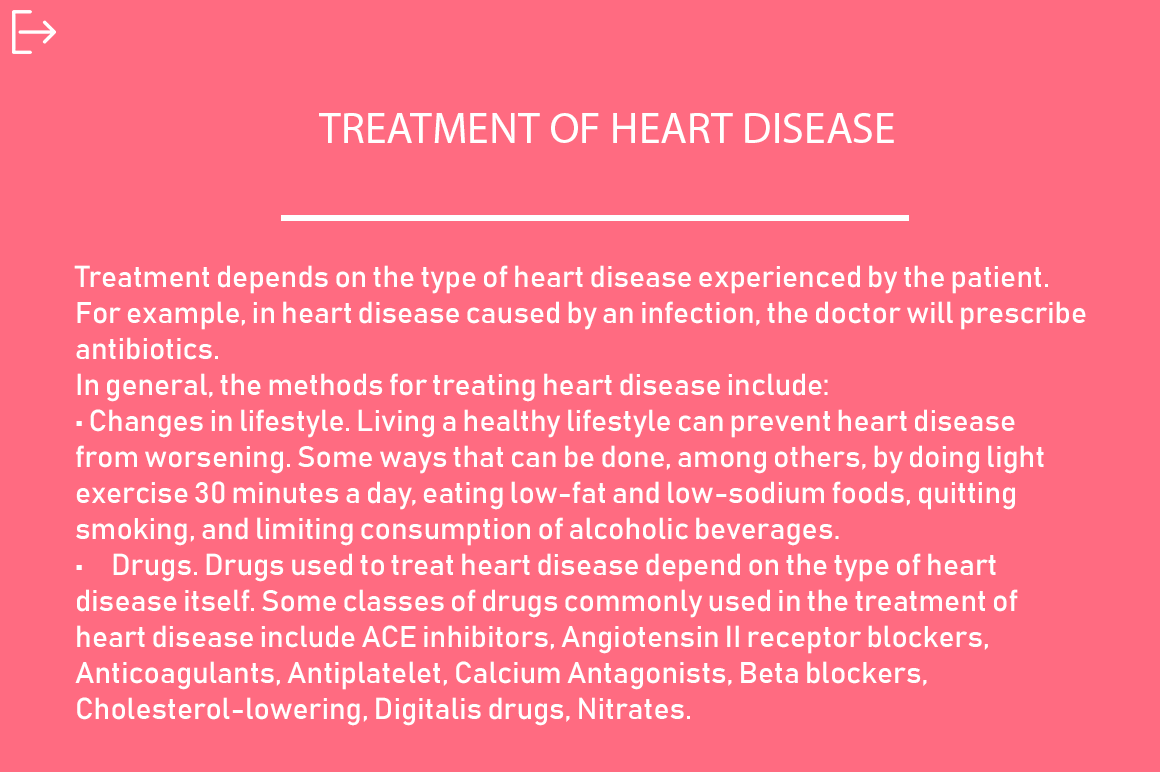 TREATMENT OF HEART DISEASE
Treatment depends on the type of heart disease experienced by the patient.
For example, in heart disease caused by an infection, the doctor will prescribe
antibiotics.
In general, the methods for treating heart disease include:
▪ Changes in lifestyle. Living a healthy lifestyle can prevent heart disease
from worsening. Some ways that can be done, among others, by doing light
exercise 30 minutes a day, eating low-fat and low-sodium foods, quitting
smoking, and limiting consumption of alcoholic beverages.
▪ Drugs. Drugs used to treat heart disease depend on the type of heart
disease itself. Some classes of drugs commonly used in the treatment of
heart disease include ACE inhibitors, Angiotensin II receptor blockers,
Anticoagulants, Antiplatelet, Calcium Antagonists, Beta blockers,
Cholesterol-lowering, Digitalis drugs, Nitrates.